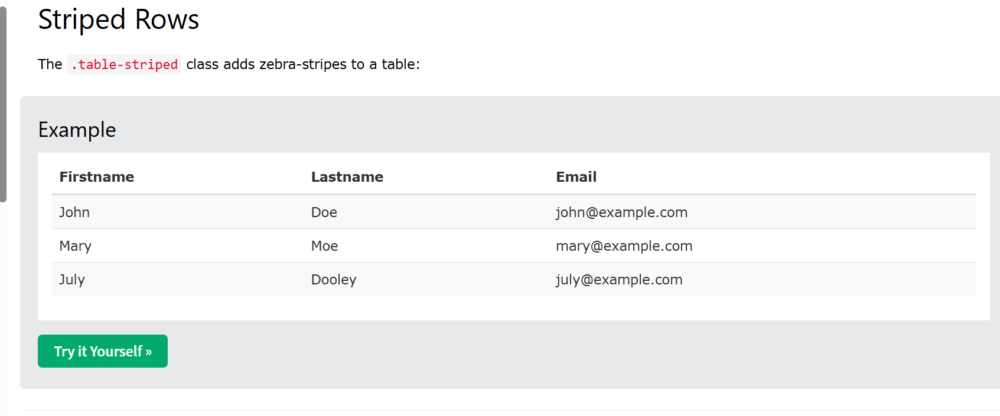 Striped Rows
The .table-striped class adds zebra-stripes to a table:
Example
Firstname Lastname Email
John Doe john@example.com
Mary Moe mary@example.com
July Dooley july@example.com
Try it Yourself »